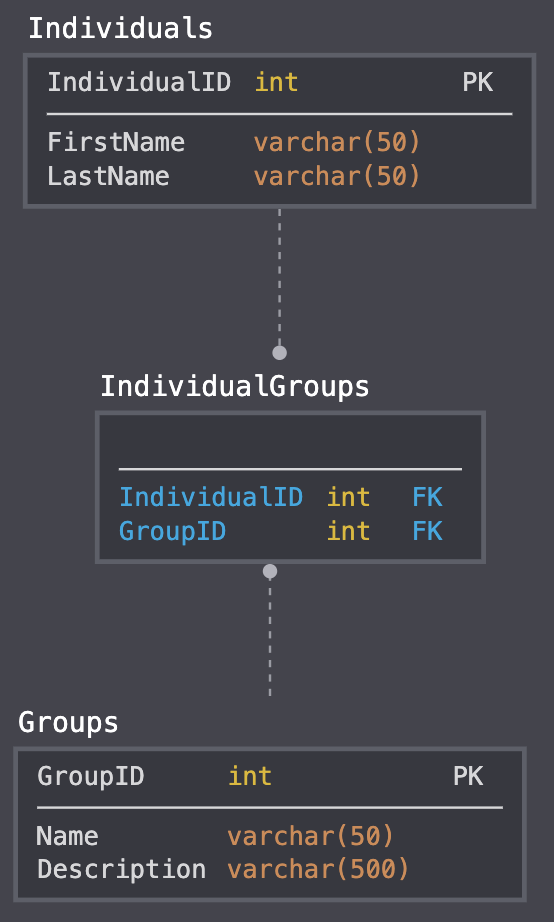 Individuals
IndividualID int PK
FirstName varchar(50)
LastName varchar(50)
IndividualGroups
IndividualID int FK
GroupID int FK
Groups
GroupID int PK
Name varchar(50)
Description varchar(500)